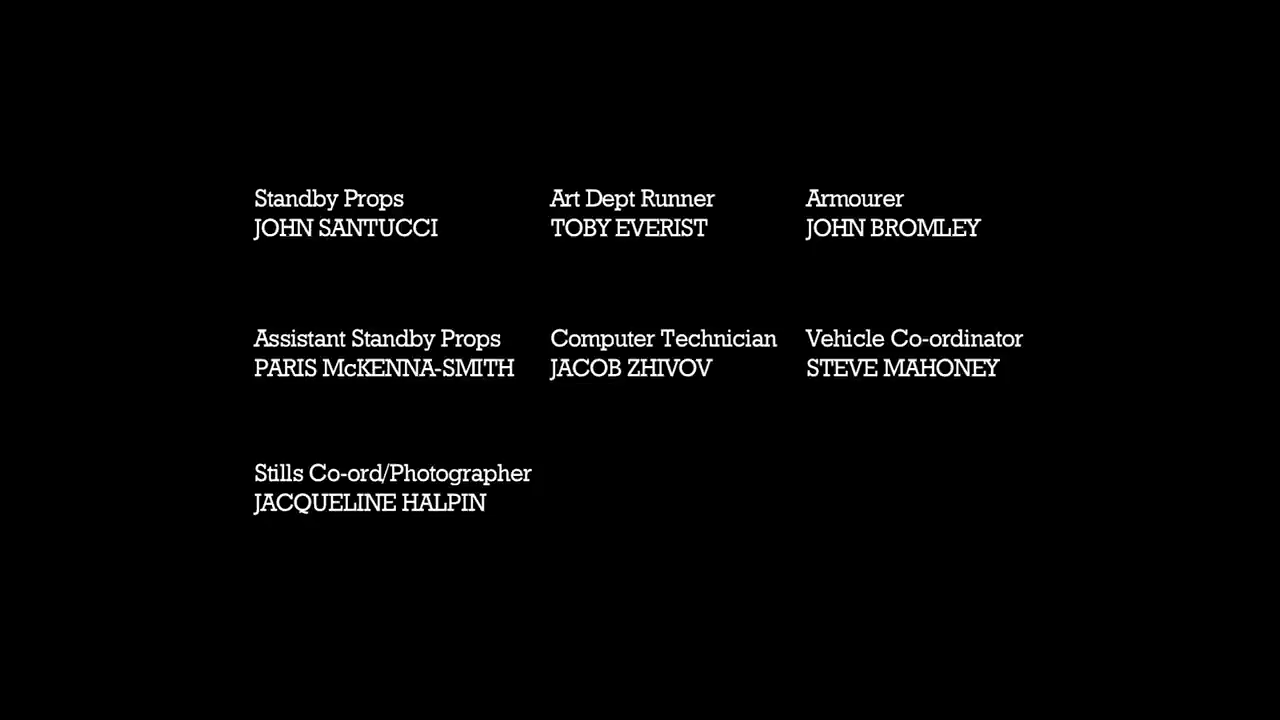 Standby Props
JOHN SANTUCCI
Art Dept Runner
TOBY EVERIST
Armourer
JOHN BROMLEY
Assistant Standby Props
PARIS McKENNA-SMITH
Computer Technician
JACOB ZHIVOV
Vehicle Co-ordinator
STEVE MAHONEY
Stills Co-ord/Photographer
JACQUELINE HALPIN